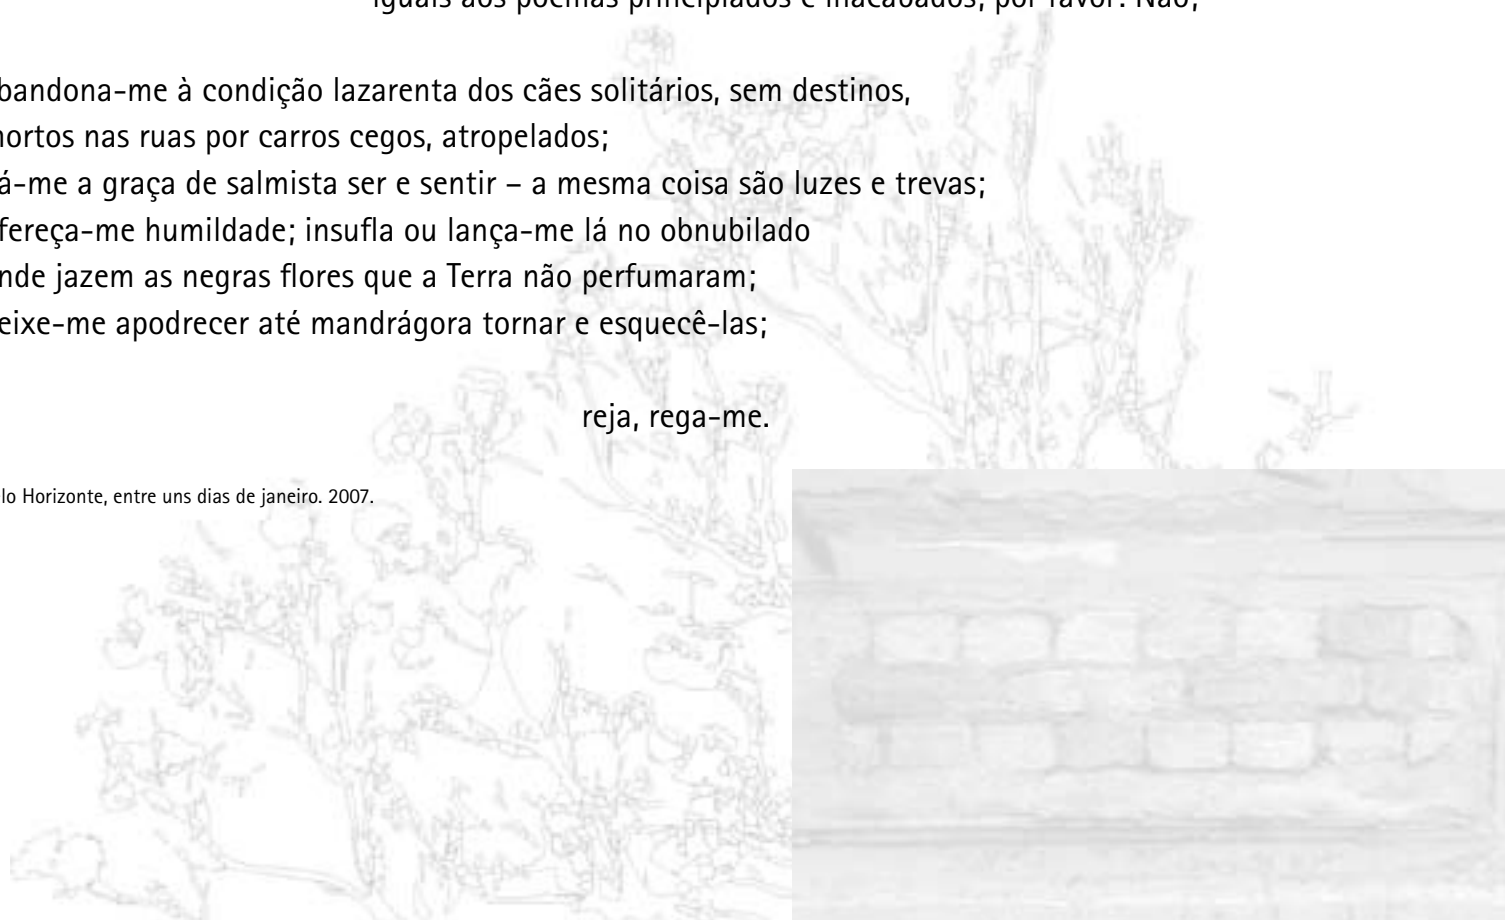 iguais aos poemas principiados e inacabados, por favor. Não,
bandona-me à condição lazarenta dos cães solitários, sem destinos,
ortos nas ruas por carros cegos, atropelados;
á-me a graça de salmista ser e sentir – a mesma coisa são luzes e trevas;
fereça-me humildade; insufla ou lança-me lá no obnubilado
nde jazem as negras flores que a Terra não perfumaram;
eixe-me apodrecer até mandrágora tornar e esquecê-las;
reja, rega-me.
lo Horizonte, entre uns dias de janeiro. 2007.